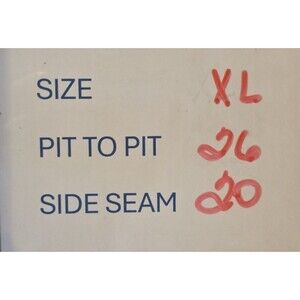 SIZE XL
PIT TO PIT 26
SIDE SEAM 20